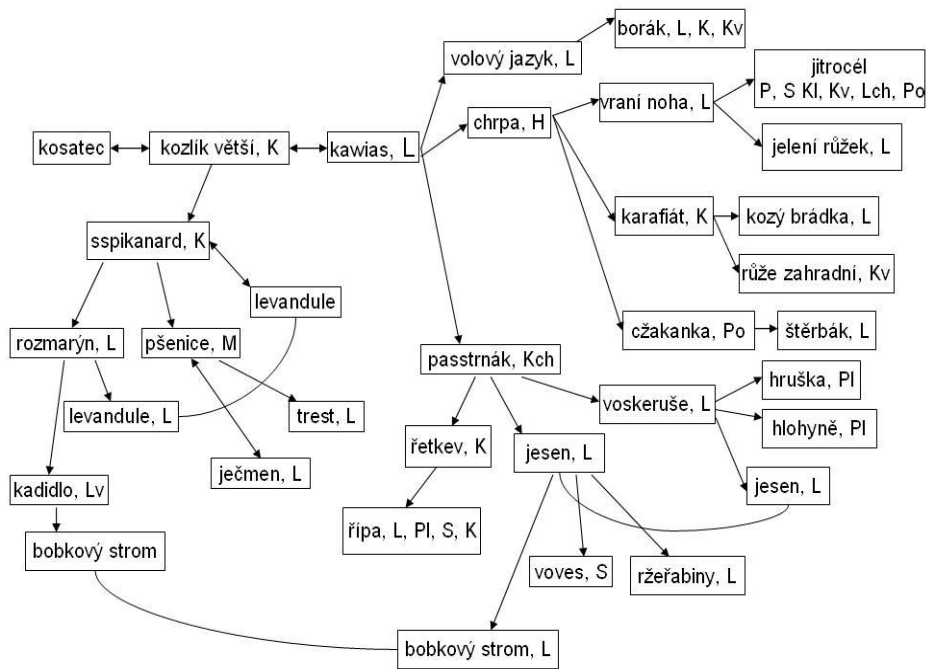 borák, L, K, Kv
volový jazyk, L
jitrocél
P, S Kl, Kv, Lch, Po
vraní noha, L
chrpa, H
kosatec
kozlík větší, K
kawias, L
jelení růžek, L
karafiát, K
kozý brádka, L
sspikanard, K
růže zahradní, Kv
levandule
cžakanka, Po
štěrbák, L
rozmarýn, L
pšenice, M
passtrnák, Kch
hruška, Pl
voskeruše, L
levandule, L
trest, L
hlohyně, Pl
řetkev, K
jesen, L
ječmen, L
kadidlo, Lv
jesen, L
řípa, L, Pl, S, K
bobkový strom
voves, S
ržeřabiny, L
bobkový strom, L